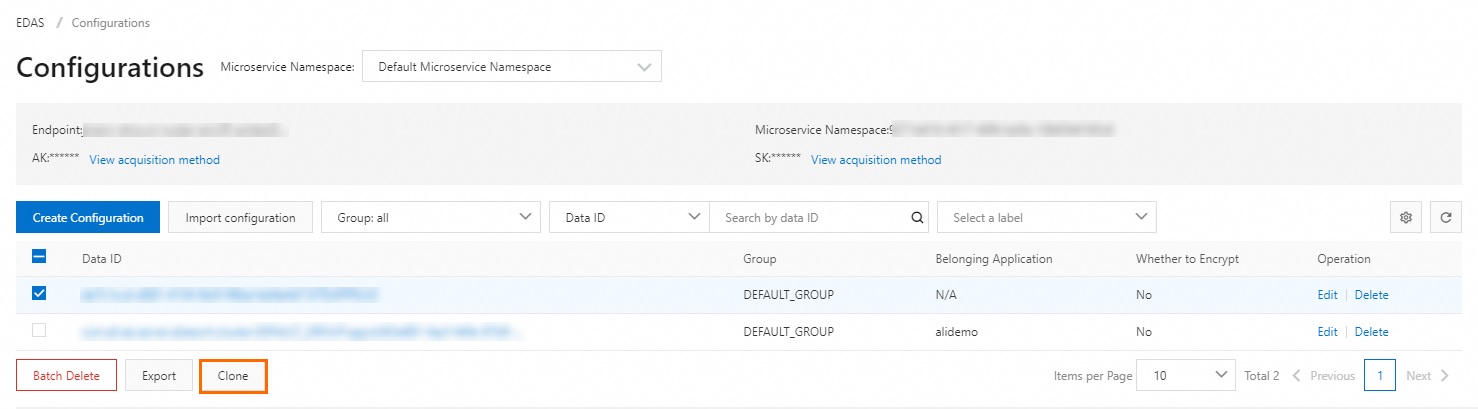 EDAS / Configurations
Configurations Microservice Namespace: Default Microservice Namespace
Endpoint: Microservice Namespace:9
AK:****** View acquisition method SK:****** View acquisition method
Create Configuration Import configuration Group: all Data ID Search by data ID Select a label
Data ID Group Belonging Application Whether to Encrypt Operation
DEFAULT_GROUP N/A No Edit | Delete
DEFAULT_GROUP alidemo No Edit | Delete
Batch Delete Export Clone Items per Page 10 Total 2 Previous 1 Next